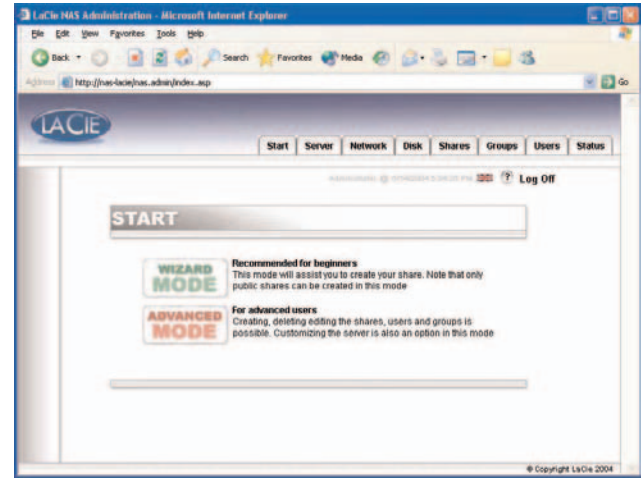 LaCie NAS Administration - Microsoft Internet Explorer
File Edit View Favorites Tools Help
Back Search Favorites Media
Address http://nas-lacie/nas.admin/index.asp Go
LACIE
Start Server Network Disk Shares Groups Users Status
Log Off
START
WIZARD MODE
Recommended for beginners
This mode will assist you to create your share. Note that only
public shares can be created in this mode
ADVANCED MODE
For advanced users
Creating, deleting editing the shares, users and groups is
possible. Customizing the server is also an option in this mode
© Copyright LaCie 2004